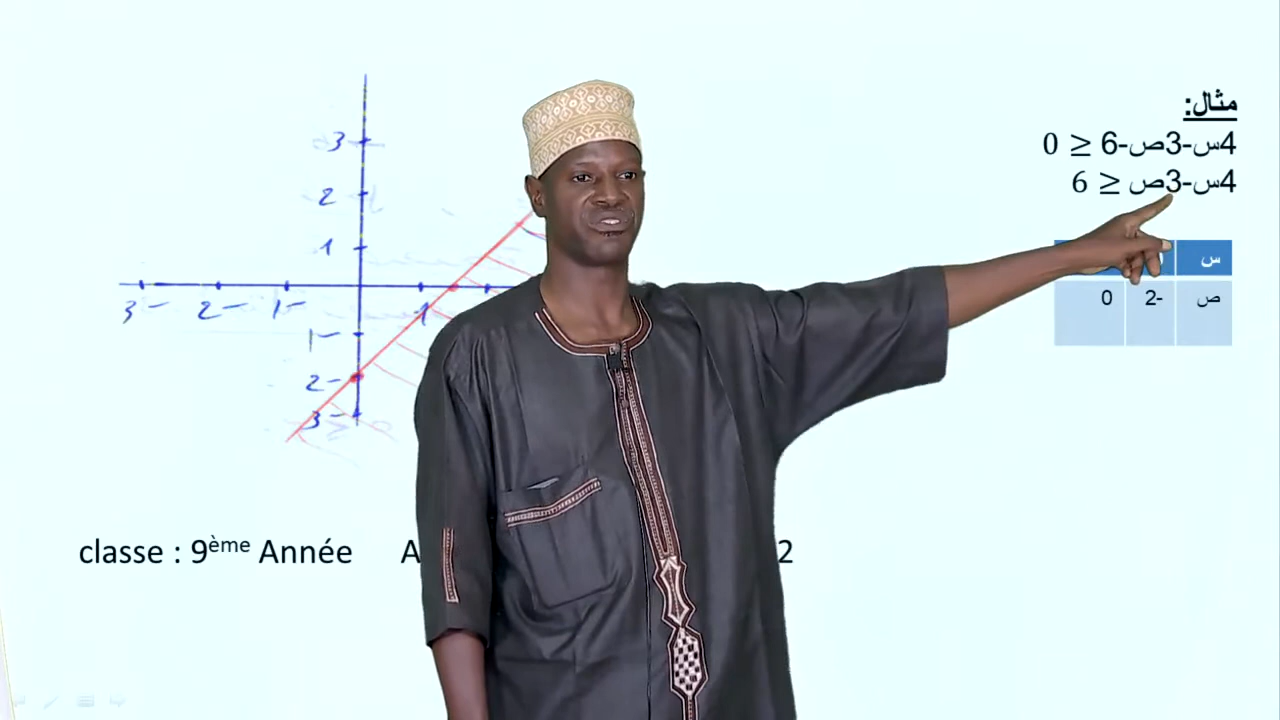 مثال:
4س-3ص-6 ≤ 0
4س-3ص ≤ 6
س
ص -2 0
3
2
1
3- 2- 1- 1
1-
2-
3-
classe : 9ème Année A
2